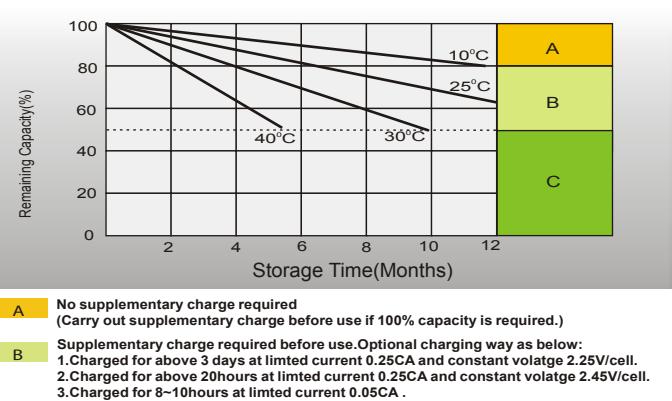 100
80
60
40
20
0
Remaining Capacity(%)
10°C
25°C
30°C
40°C
A
B
C
2 4 6 8 10 12
Storage Time(Months)
A
No supplementary charge required
(Carry out supplementary charge before use if 100% capacity is required.)
B
Supplementary charge required before use.Optional charging way as below:
1.Charged for above 3 days at limted current 0.25CA and constant volatge 2.25V/cell.
2.Charged for above 20hours at limted current 0.25CA and constant volatge 2.45V/cell.
3.Charged for 8~10hours at limted current 0.05CA .